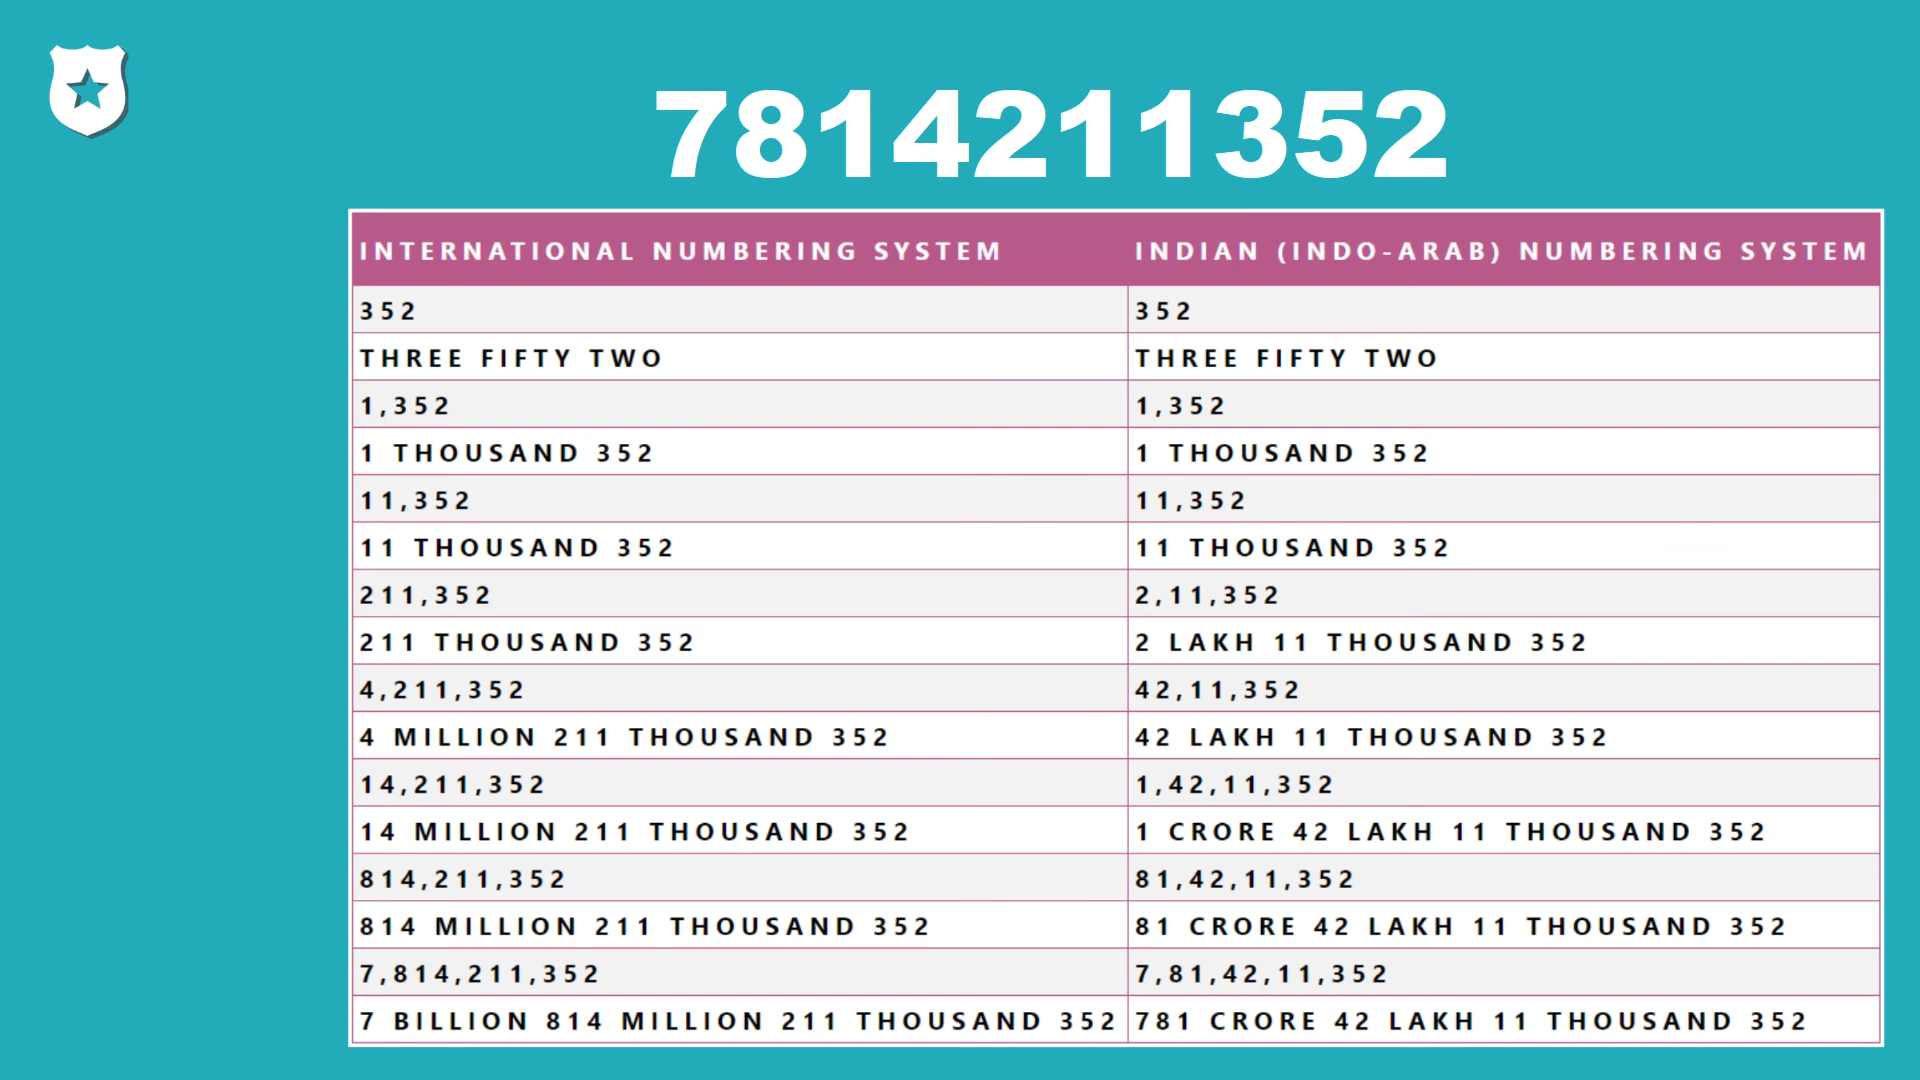 7814211352
INTERNATIONAL NUMBERING SYSTEM INDIAN (INDO-ARAB) NUMBERING SYSTEM
352 352
THREE FIFTY TWO THREE FIFTY TWO
1,352 1,352
1 THOUSAND 352 1 THOUSAND 352
11,352 11,352
11 THOUSAND 352 11 THOUSAND 352
211,352 2,11,352
211 THOUSAND 352 2 LAKH 11 THOUSAND 352
4,211,352 42,11,352
4 MILLION 211 THOUSAND 352 42 LAKH 11 THOUSAND 352
14,211,352 1,42,11,352
14 MILLION 211 THOUSAND 352 1 CRORE 42 LAKH 11 THOUSAND 352
814,211,352 81,42,11,352
814 MILLION 211 THOUSAND 352 81 CRORE 42 LAKH 11 THOUSAND 352
7,814,211,352 7,81,42,11,352
7 BILLION 814 MILLION 211 THOUSAND 352 781 CRORE 42 LAKH 11 THOUSAND 352